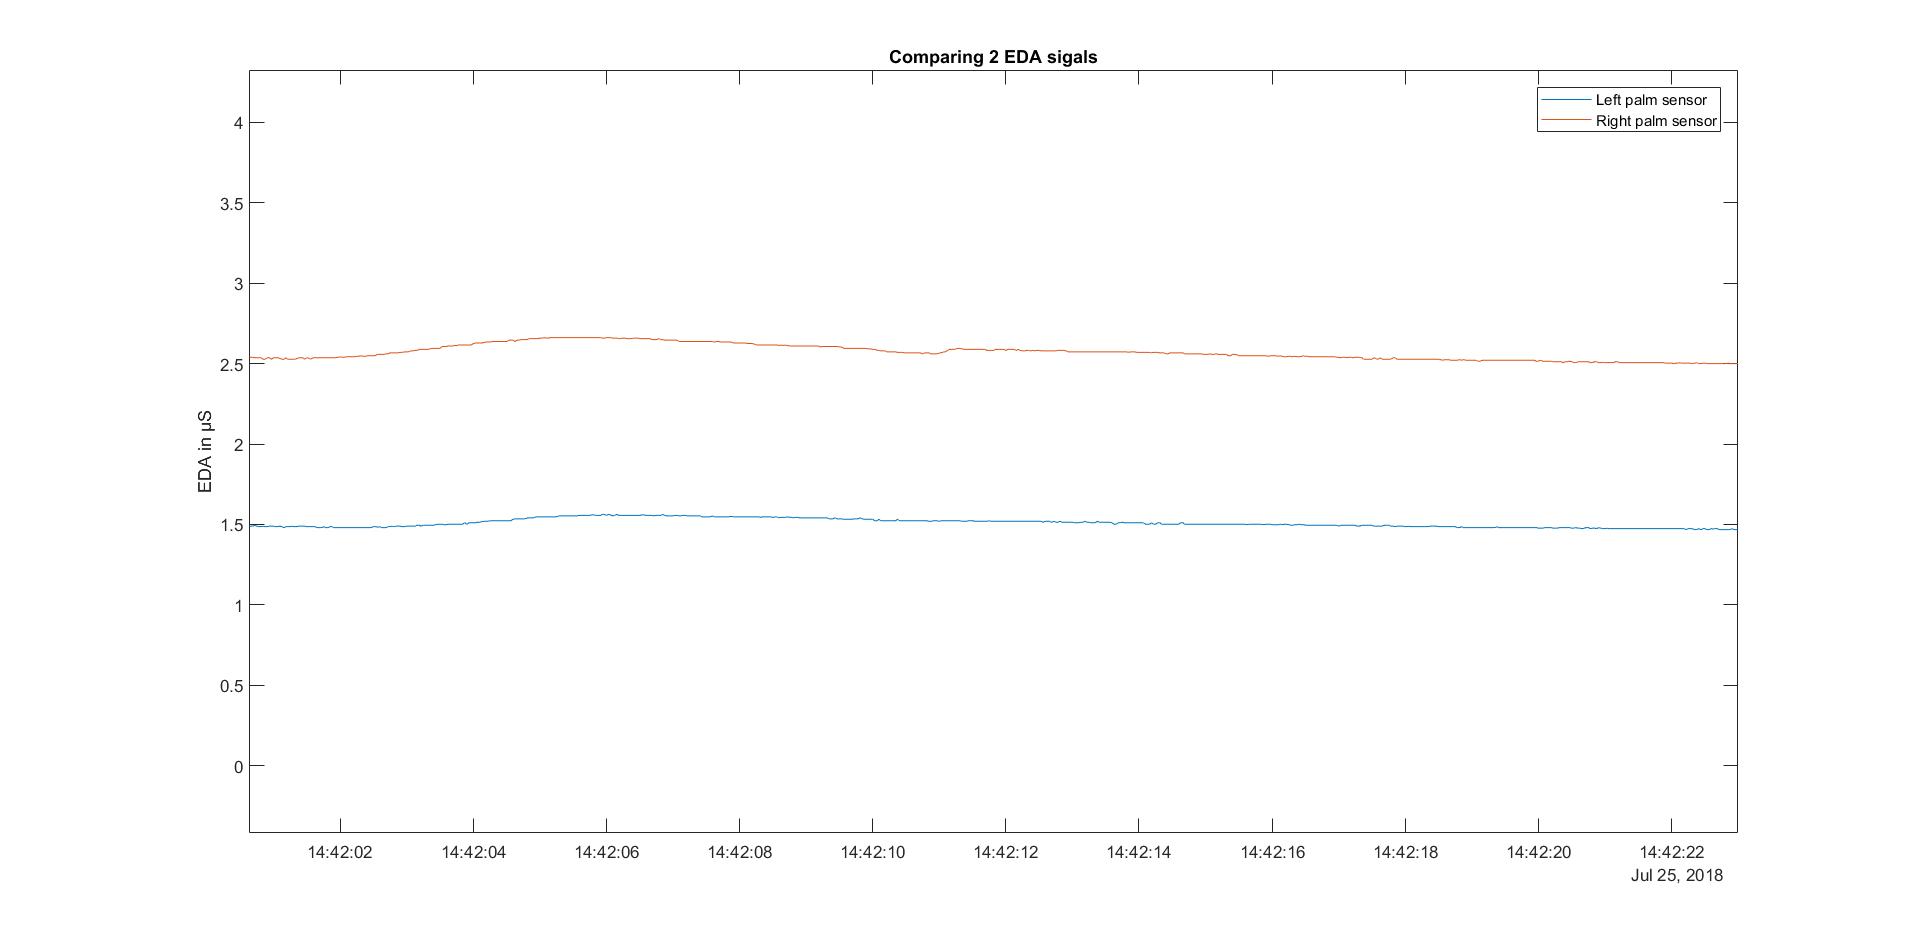 Comparing 2 EDA sigals
Left palm sensor
Right palm sensor
4
3.5
3
2.5
2
1.5
1
0.5
0
EDA in µS
14:42:02 14:42:04 14:42:06 14:42:08 14:42:10 14:42:12 14:42:14 14:42:16 14:42:18 14:42:20 14:42:22
Jul 25, 2018